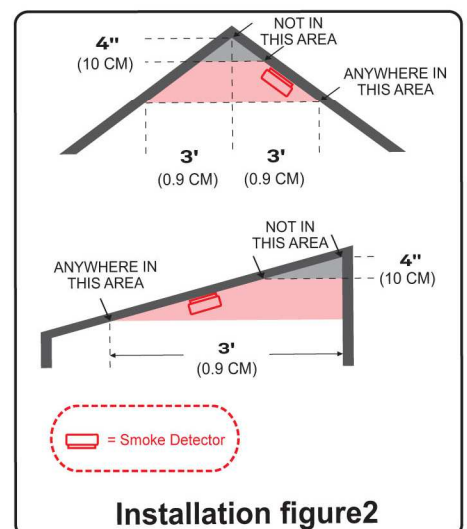 NOT IN
THIS AREA
4"
(10 CM)
ANYWHERE IN
THIS AREA
3'
3'
(0.9 CM)
(0.9 CM)
NOT IN
THIS AREA
ANYWHERE IN
THIS AREA
4"
(10 CM)
3'
(0.9 CM)
= Smoke Detector
Installation figure2